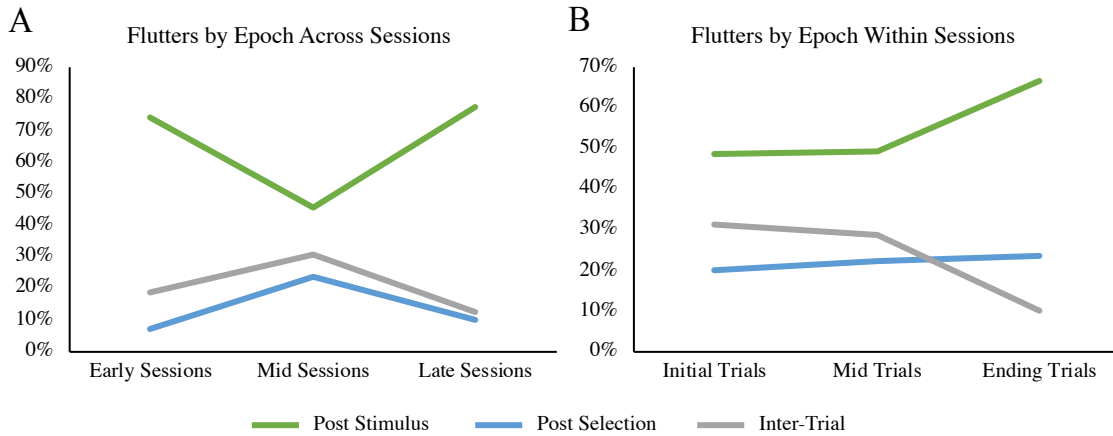 A
Flutters by Epoch Across Sessions
90%
80%
70%
60%
50%
40%
30%
20%
10%
0%
Early Sessions Mid Sessions Late Sessions
B
Flutters by Epoch Within Sessions
70%
60%
50%
40%
30%
20%
10%
0%
Initial Trials Mid Trials Ending Trials
Post Stimulus Post Selection Inter-Trial